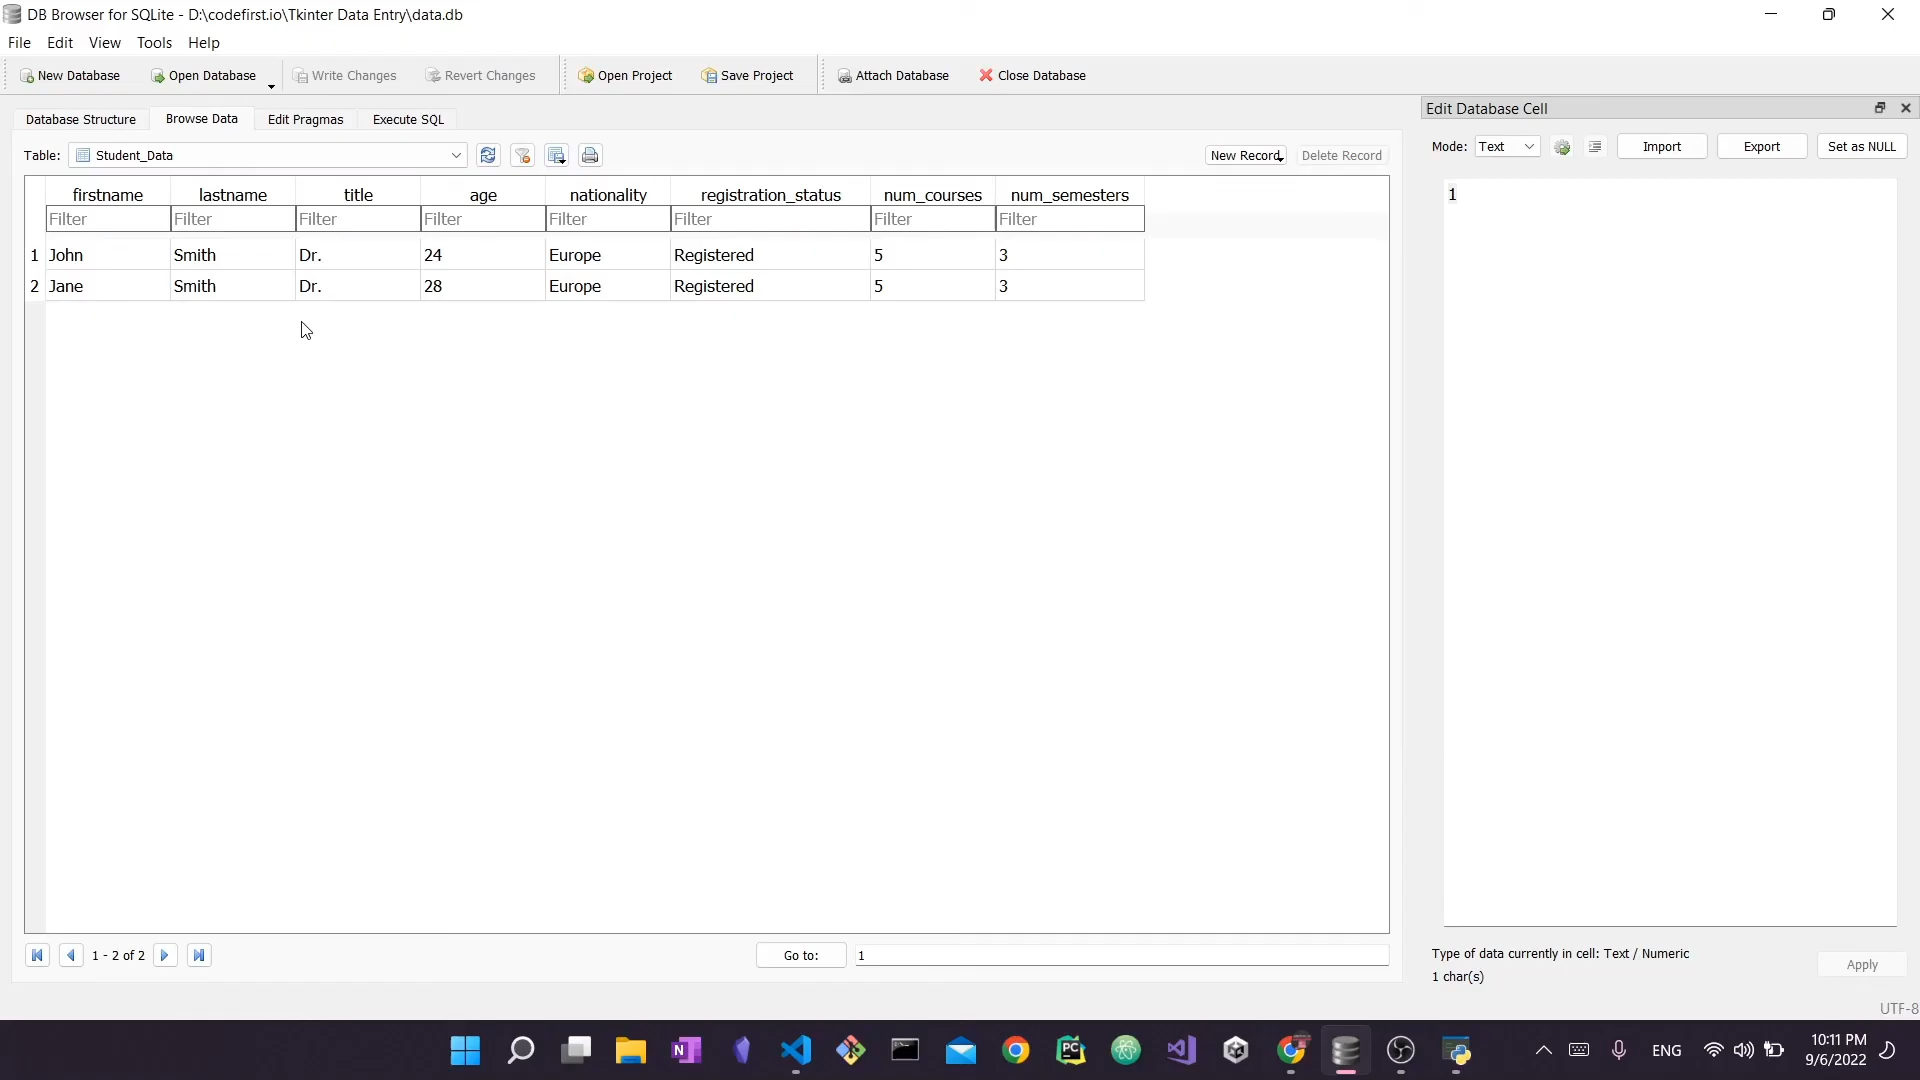 DB Browser for SQLite - D:\codefirst.io\Tkinter Data Entry\data.db
File Edit View Tools Help
New Database Open Database Write Changes Revert Changes Open Project Save Project Attach Database Close Database
Edit Database Cell
Database Structure Browse Data Edit Pragmas Execute SQL
Mode: Text Import Export Set as NULL
Table: Student_Data New Record Delete Record
firstname lastname title age nationality registration_status num_courses num_semesters
1
Filter Filter Filter Filter Filter Filter Filter Filter
1 John Smith Dr. 24 Europe Registered 5 3
2 Jane Smith Dr. 28 Europe Registered 5 3
1 - 2 of 2 Go to: 1
Type of data currently in cell: Text / Numeric
1 char(s)
Apply
UTF-8
N PC ENG 10:11 PM
9/6/2022